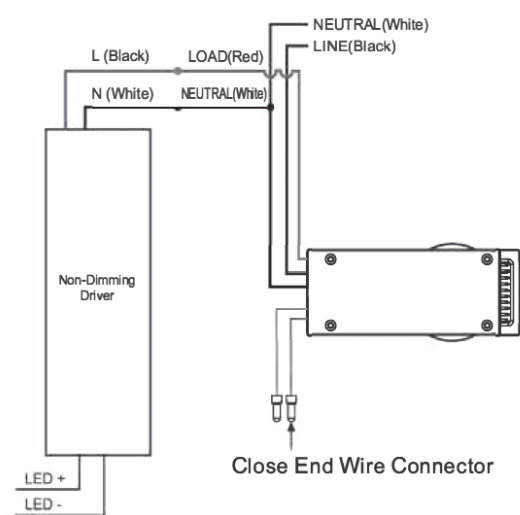 NEUTRAL(White)
LINE(Black)
L (Black)
LOAD(Red)
N (White)
NEUTRAL(White)
Non-Dimming
Driver
Close End Wire Connector
LED +
LED -